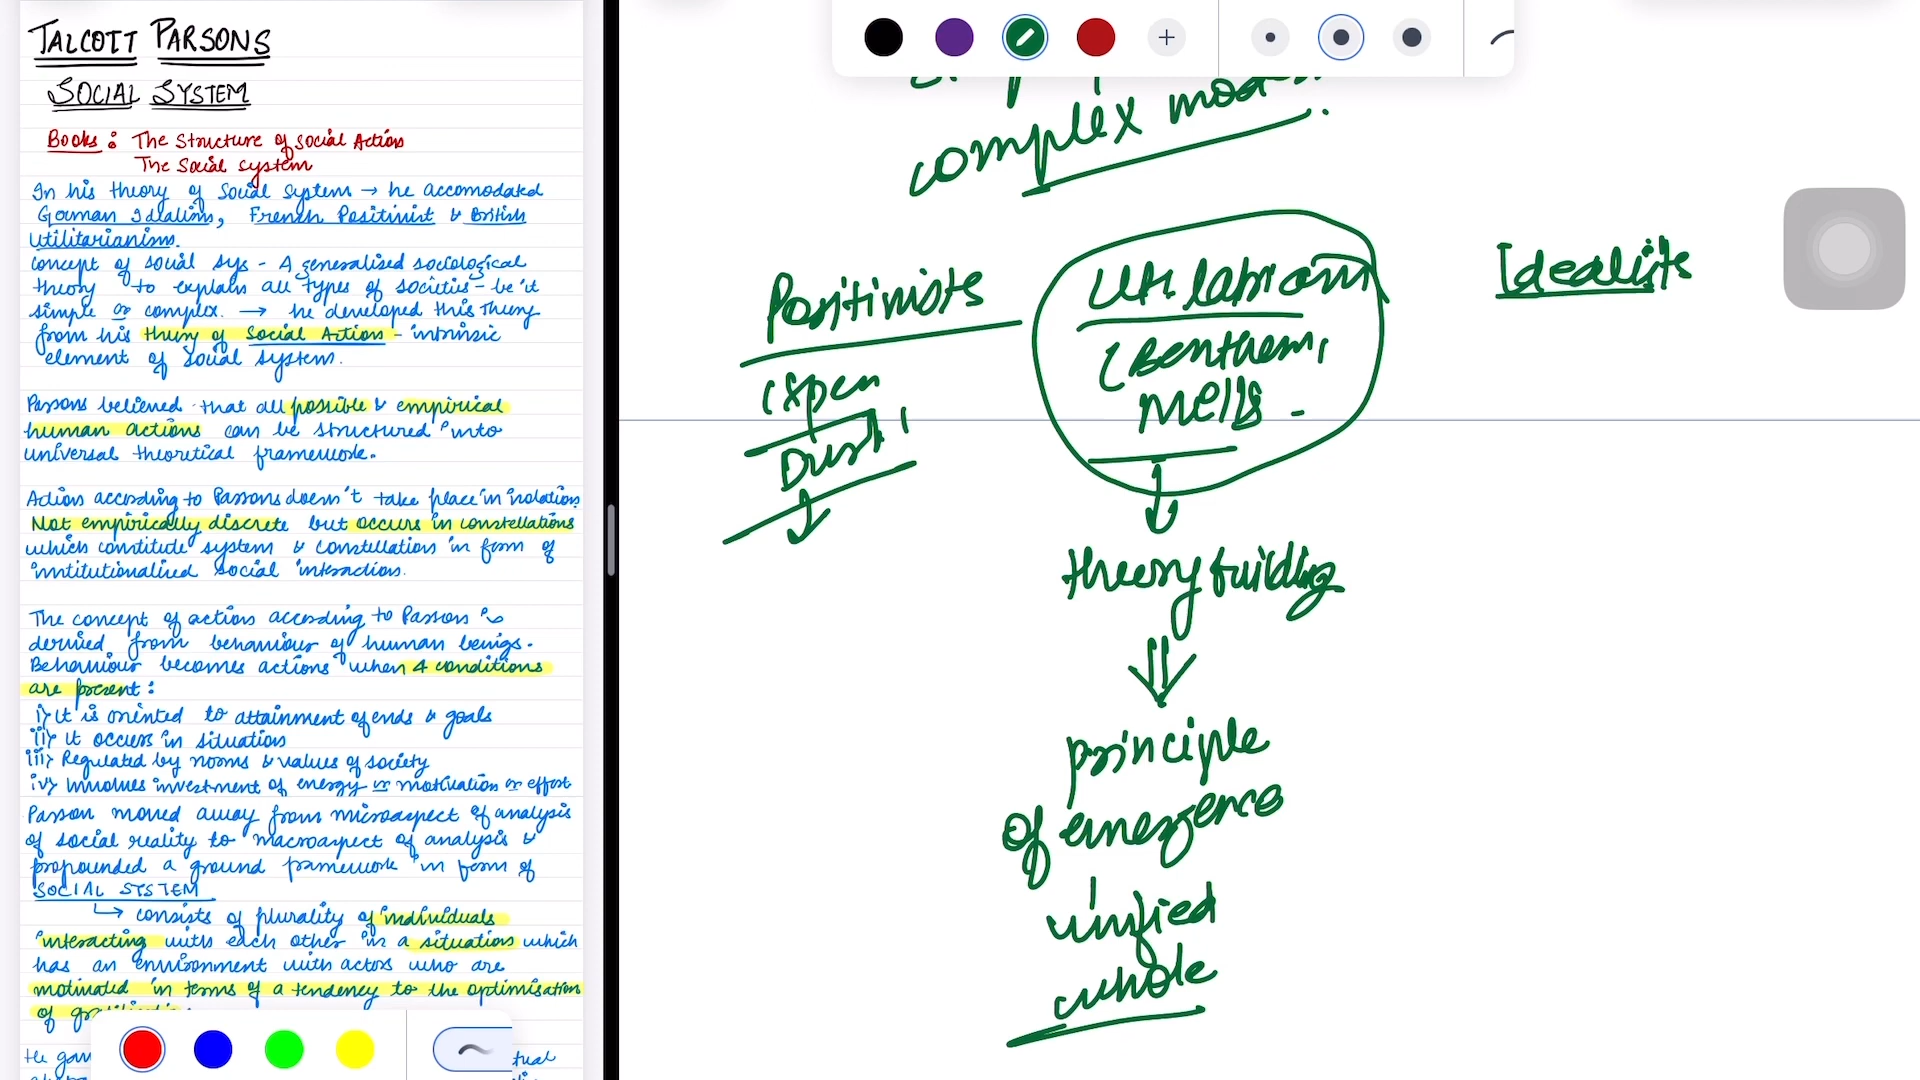 TALCOTT PARSONS
SOCIAL SYSTEM
Books : The Structure of Social Action
The Social system
In his theory of Social System → he accomodated
German Idealism, French Positivist & British
Utilitarianism.
Concept of social sys - A generalised sociological
theory to explain all types of societies - be it
simple or complex. → he developed this theory
from his theory of Social Action - intrinsic
element of social system.
Parsons believed that all possible & empirical
human actions can be structured into
universal theoretical framework.
Action according to Parsons doesn't take place in isolation
Not empirically discrete but occurs in constellations
which constitute system & constellation in form of
institutionalised social interaction.
The concept of action according to Parson is
derived from behaviour of human beings.
Behaviour becomes actions when 4 conditions
are present :
i) It is oriented to attainment of ends & goals
ii) it occurs in situation
iii) Regulated by norms & values of society
iv) Involves investment of energy or motivation or effort
Parson moved away from microaspect of analysis
of social reality to macroaspect of analysis &
propounded a ground framework in form of
SOCIAL SYSTEM
↳ consists of plurality of individuals
interacting with each other in a situation which
has an environment with actors who are
motivated in terms of a tendency to the optimisation
of
He
complex
Positivists
Idealists
(Bentham,
Mells -
theory building
principle
of emergence
unified
whole